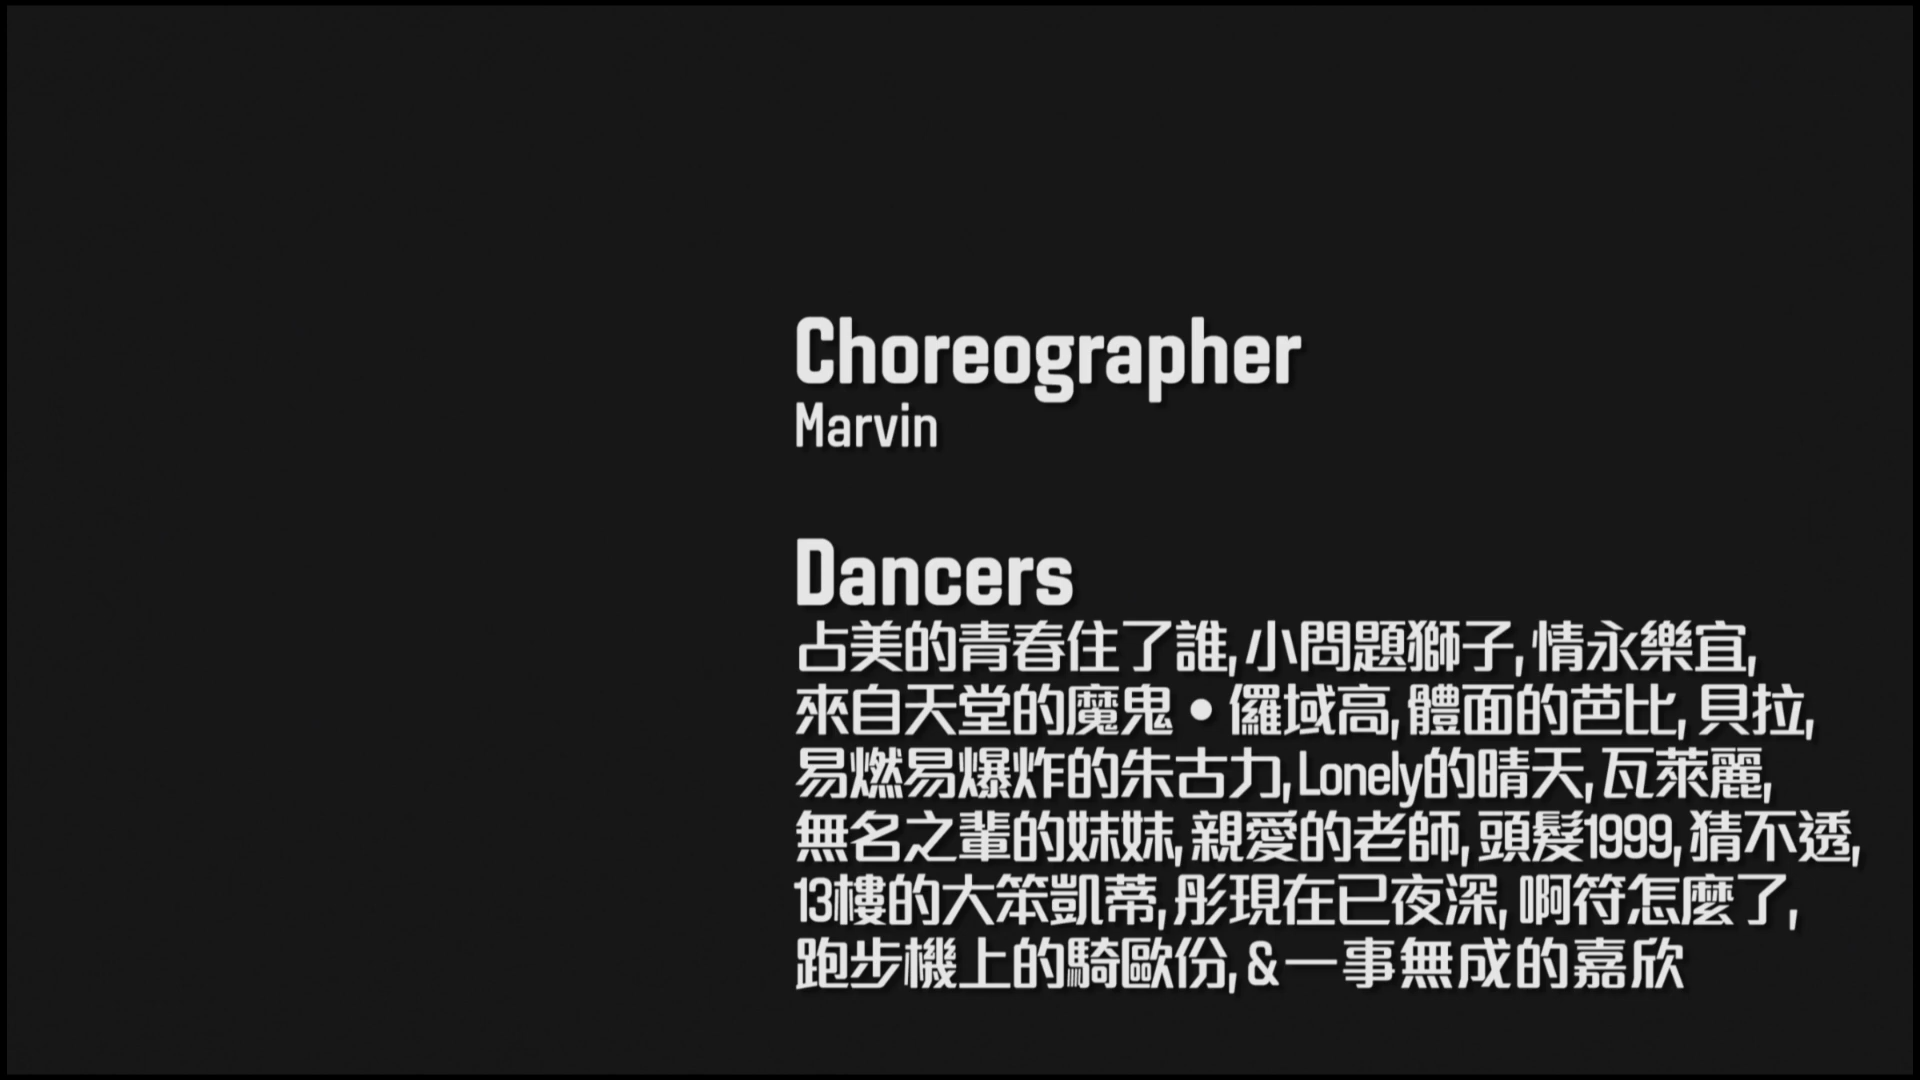 Choreographer
Marvin
Dancers
占美的青春住了誰, 小問題獅子, 情永樂宜,
來自天堂的魔鬼•儸域高, 體面的芭比, 貝拉,
易燃易爆炸的朱古力, Lonely的晴天, 瓦萊麗,
無名之輩的妹妹, 親愛的老師, 頭髮1999, 猜不透,
13樓的大笨凱蒂, 彤現在已夜深, 啊符怎麼了,
跑步機上的騎歐份, & 一事無成的嘉欣